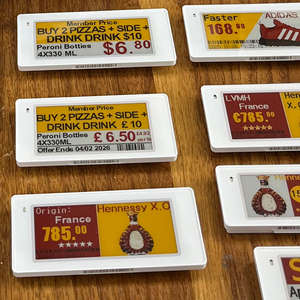 Member Price
BUY 2 PIZZAS + SIDE +
DRINK DRINK $10
Peroni Bottles
4X330 ML
$6.80
Faster
168.00
ADIDAS
Member Price
BUY 2 PIZZAS + SIDE +
DRINK DRINK £10
Peroni Bottles
4X330ML
£6.50
Offer Ends 04/02 2026
LVMH
France
€785.00
Henne
Origin:
France
785.00
Hennessy X.O
Henn